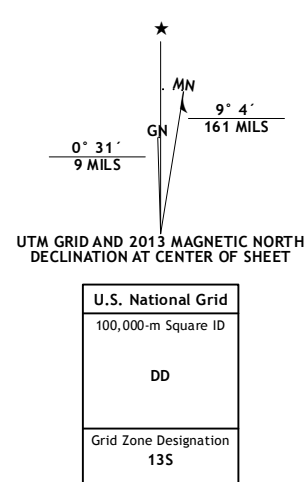 MN
9° 4´
161 MILS
GN
0° 31´
9 MILS
UTM GRID AND 2013 MAGNETIC NORTH
DECLINATION AT CENTER OF SHEET
U.S. National Grid
100,000-m Square ID
DD
Grid Zone Designation
13S